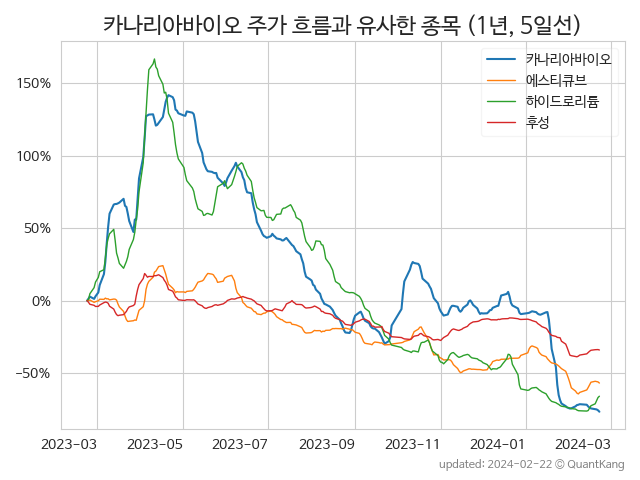 카나리아바이오 주가 흐름과 유사한 종목 (1년, 5일선)
카나리아바이오
에스티큐브
하이드로리튬
후성
150%
100%
50%
0%
−50%
2023-03 2023-05 2023-07 2023-09 2023-11 2024-01 2024-03
updated: 2024-02-22 © QuantKang